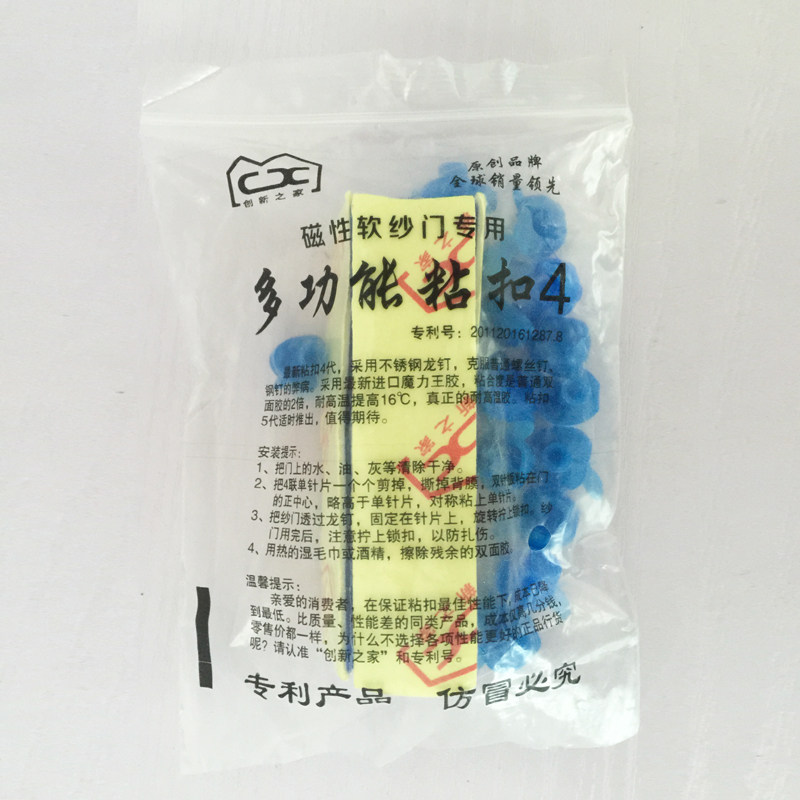 原创品牌
全球销量领先
CXC
创新之家
磁性软纱门专用
多功能粘扣4
专利号：201120161287.8
最新粘扣4代，采用不锈钢龙钉，克服普通螺丝钉、
钢钉的弊病。采用最新进口魔力王胶，粘合度是普通双
面胶的2倍，耐高温提高16℃，真正的耐高温胶。粘扣
5代适时推出，值得期待。
安装提示：
1、把门上的水、油、灰等清除干净。
2、把4联单针片一个个剪掉，撕掉背膜，双针板粘在门
的正中心，略高于单针片，对称粘上单针片。
3、把纱门透过龙钉，固定在针片上，旋转拧上锁扣。纱
门用完后，注意拧上锁扣，以防扎伤。
4、用热的湿毛巾或酒精，擦除残余的双面胶。
温馨提示：
亲爱的消费者，在保证粘扣最佳性能下，成本已降
到最低。比质量、性能差的同类产品，成本仅高几分钱，
零售价都一样，为什么不选择各项性能更好的正品行货
呢？请认准“创新之家”和专利号。
专利产品 仿冒必究